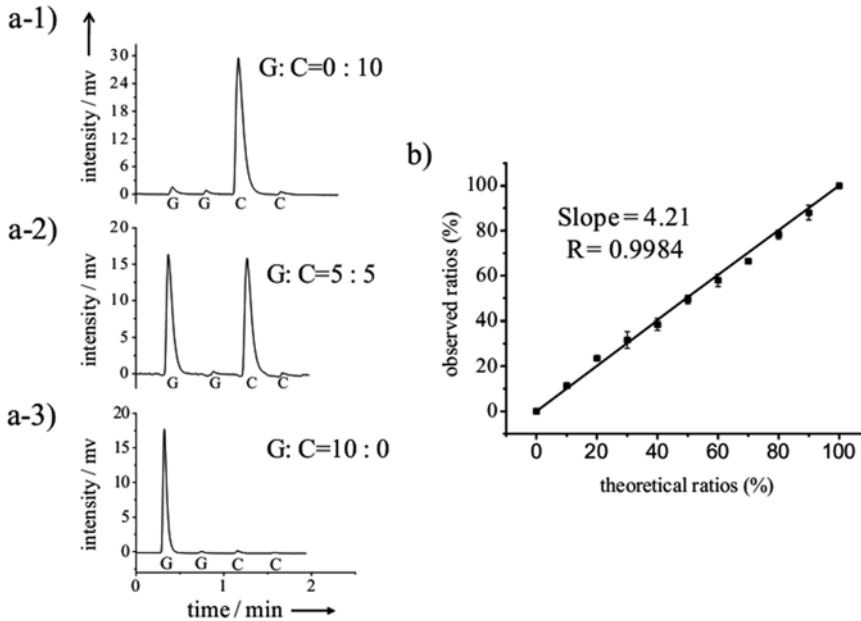 a-1)
intensity / mv
30
24
18
12
6
0
G: C=0 : 10
G G C C
a-2)
intensity / mv
20
15
10
5
0
G: C=5 : 5
G G C C
a-3)
intensity / mv
20
15
10
5
0
G: C=10 : 0
G G C C
0 1 2
time / min
b)
observed ratios (%)
100
80
60
40
20
0
Slope = 4.21
R= 0.9984
0 20 40 60 80 100
theoretical ratios (%)